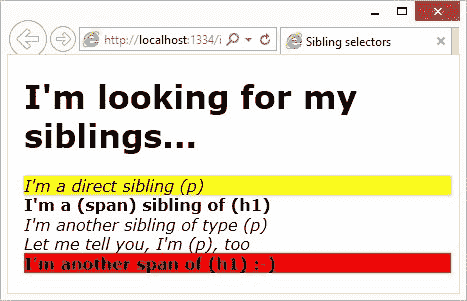 http://localhost:1334/i
Sibling selectors
I'm looking for my
siblings...
I'm a direct sibling (p)
I'm a (span) sibling of (h1)
I'm another sibling of type (p)
Let me tell you, I'm (p), too
I'm another span of (h1) :-)